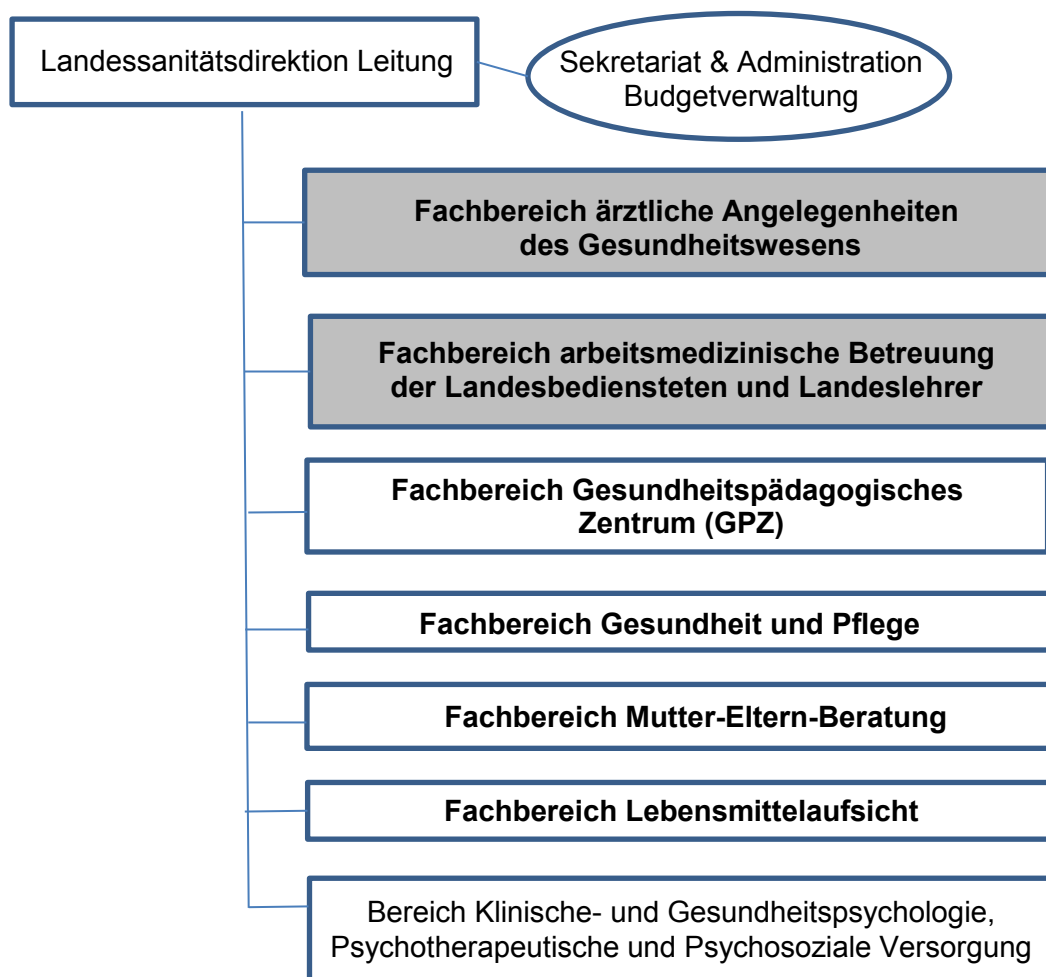 Landessanitätsdirektion Leitung
Sekretariat & Administration
Budgetverwaltung
Fachbereich ärztliche Angelegenheiten
des Gesundheitswesens
Fachbereich arbeitsmedizinische Betreuung
der Landesbediensteten und Landeslehrer
Fachbereich Gesundheitspädagogisches
Zentrum (GPZ)
Fachbereich Gesundheit und Pflege
Fachbereich Mutter-Eltern-Beratung
Fachbereich Lebensmittelaufsicht
Bereich Klinische- und Gesundheitspsychologie,
Psychotherapeutische und Psychosoziale Versorgung